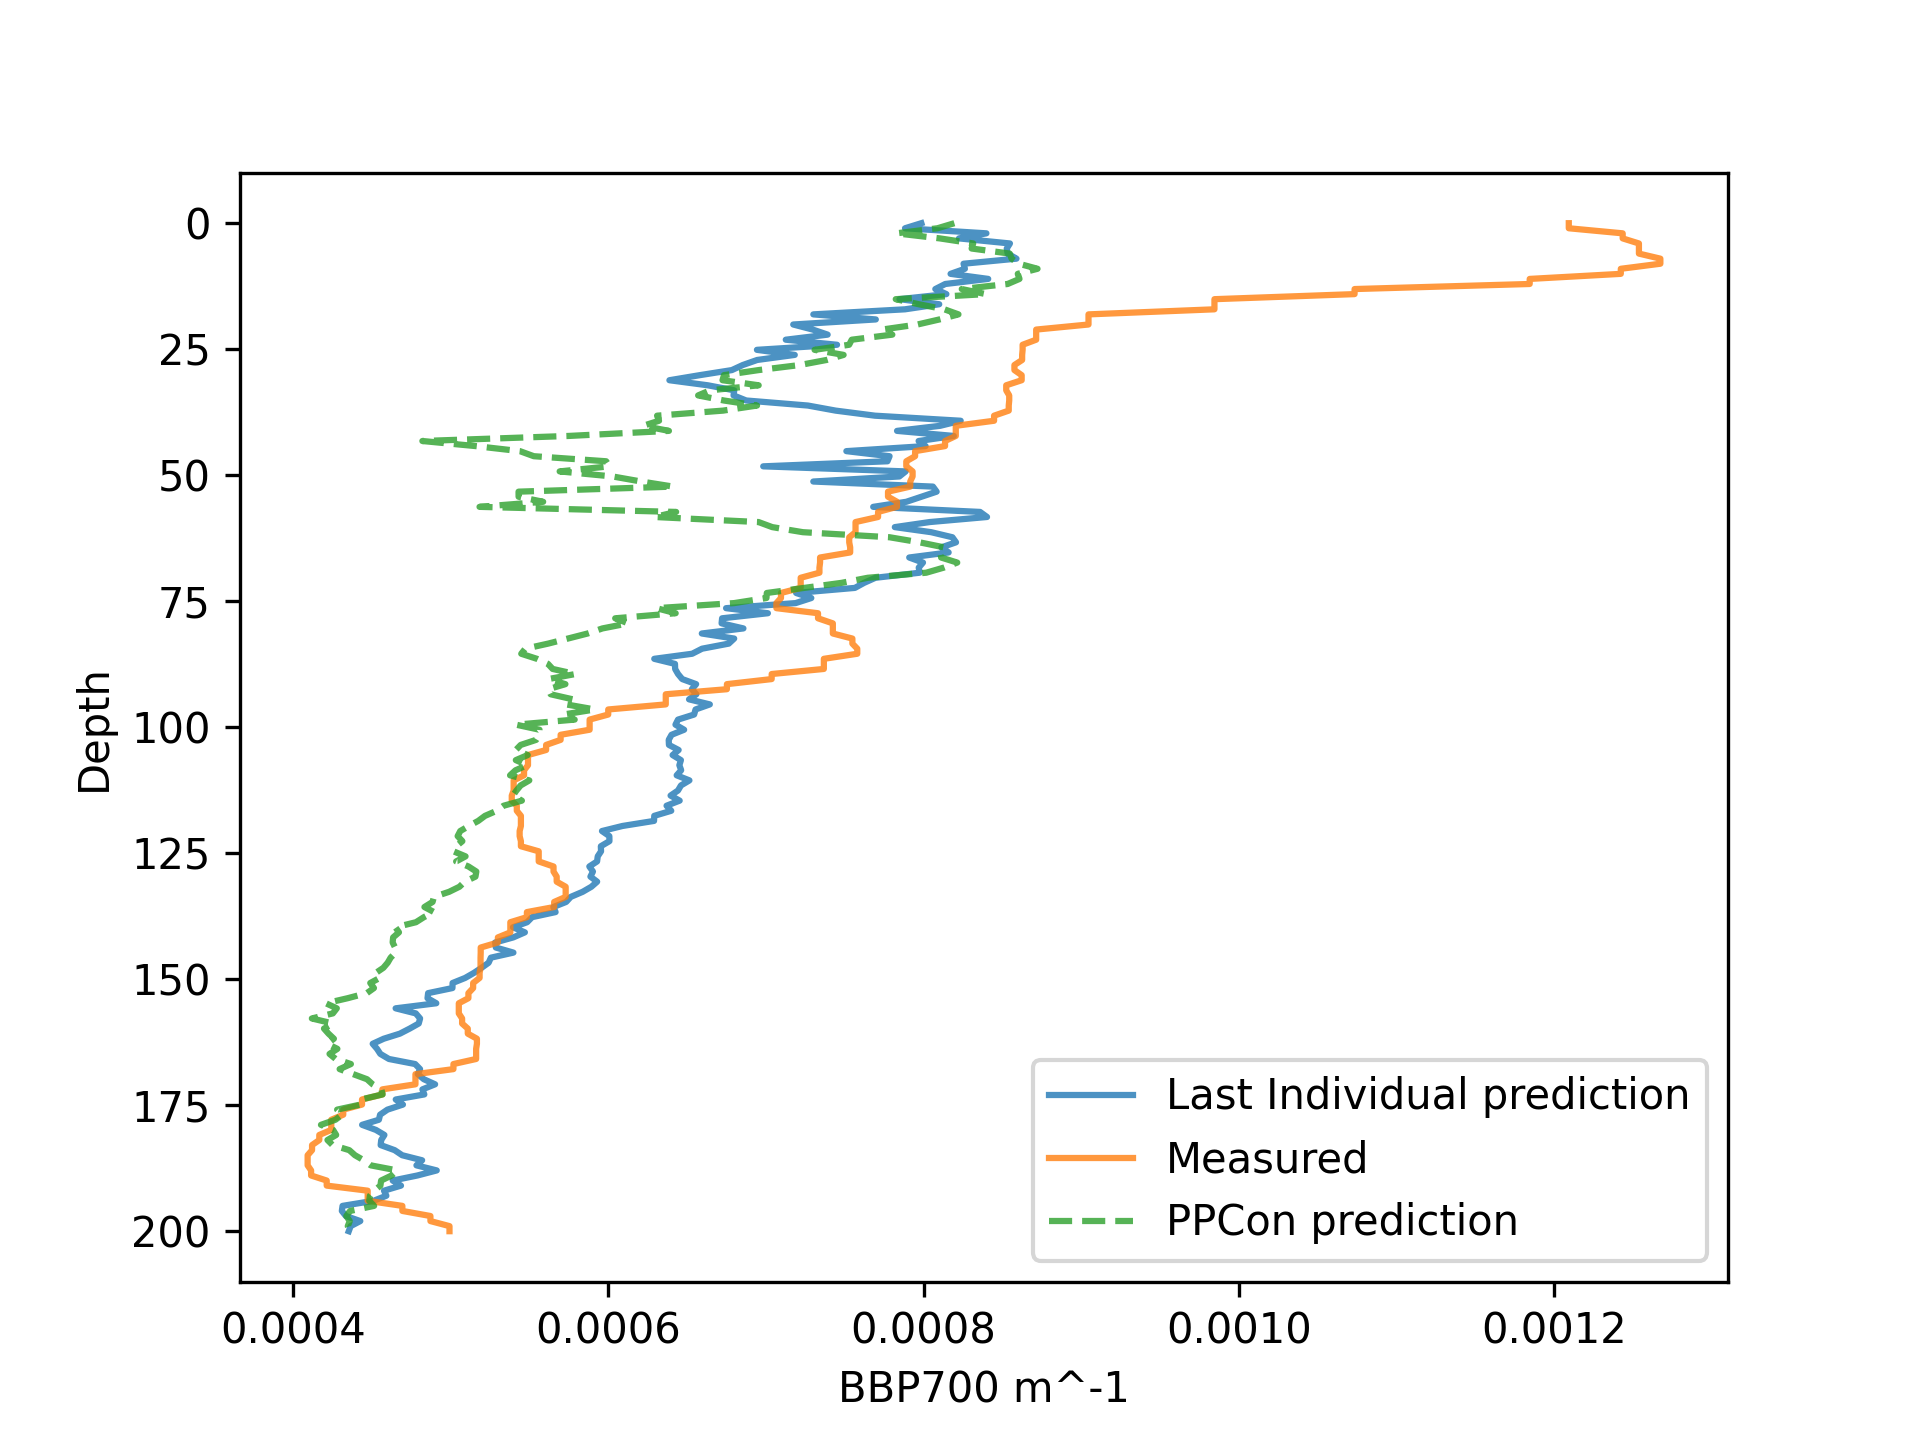 0
25
50
75
100
125
150
175
200
Depth
0.0004 0.0006 0.0008 0.0010 0.0012
BBP700 m^-1
Last Individual prediction
Measured
PPCon prediction